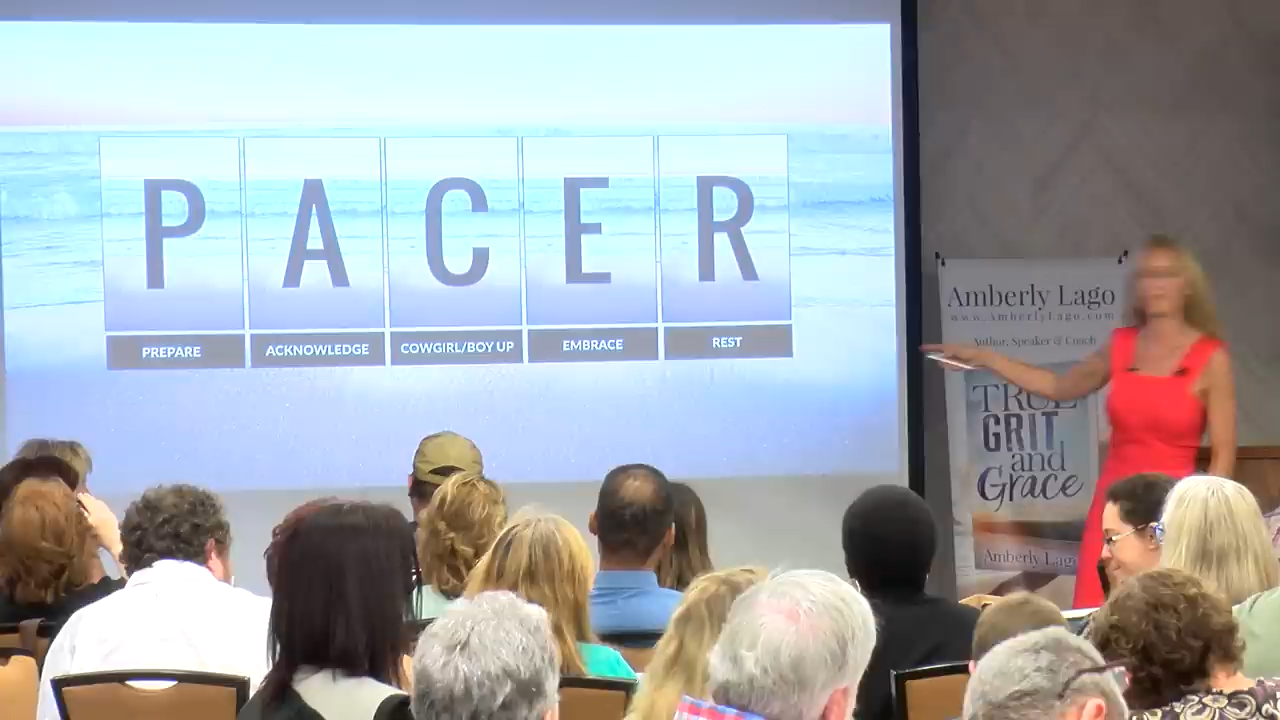 P A C E R
PREPARE ACKNOWLEDGE COWGIRL/BOY UP EMBRACE REST
Amberly Lago
www.AmberlyLago.com
Author, Speaker & Coach
TRUE
GRIT
and
Grace
Amberly Lago